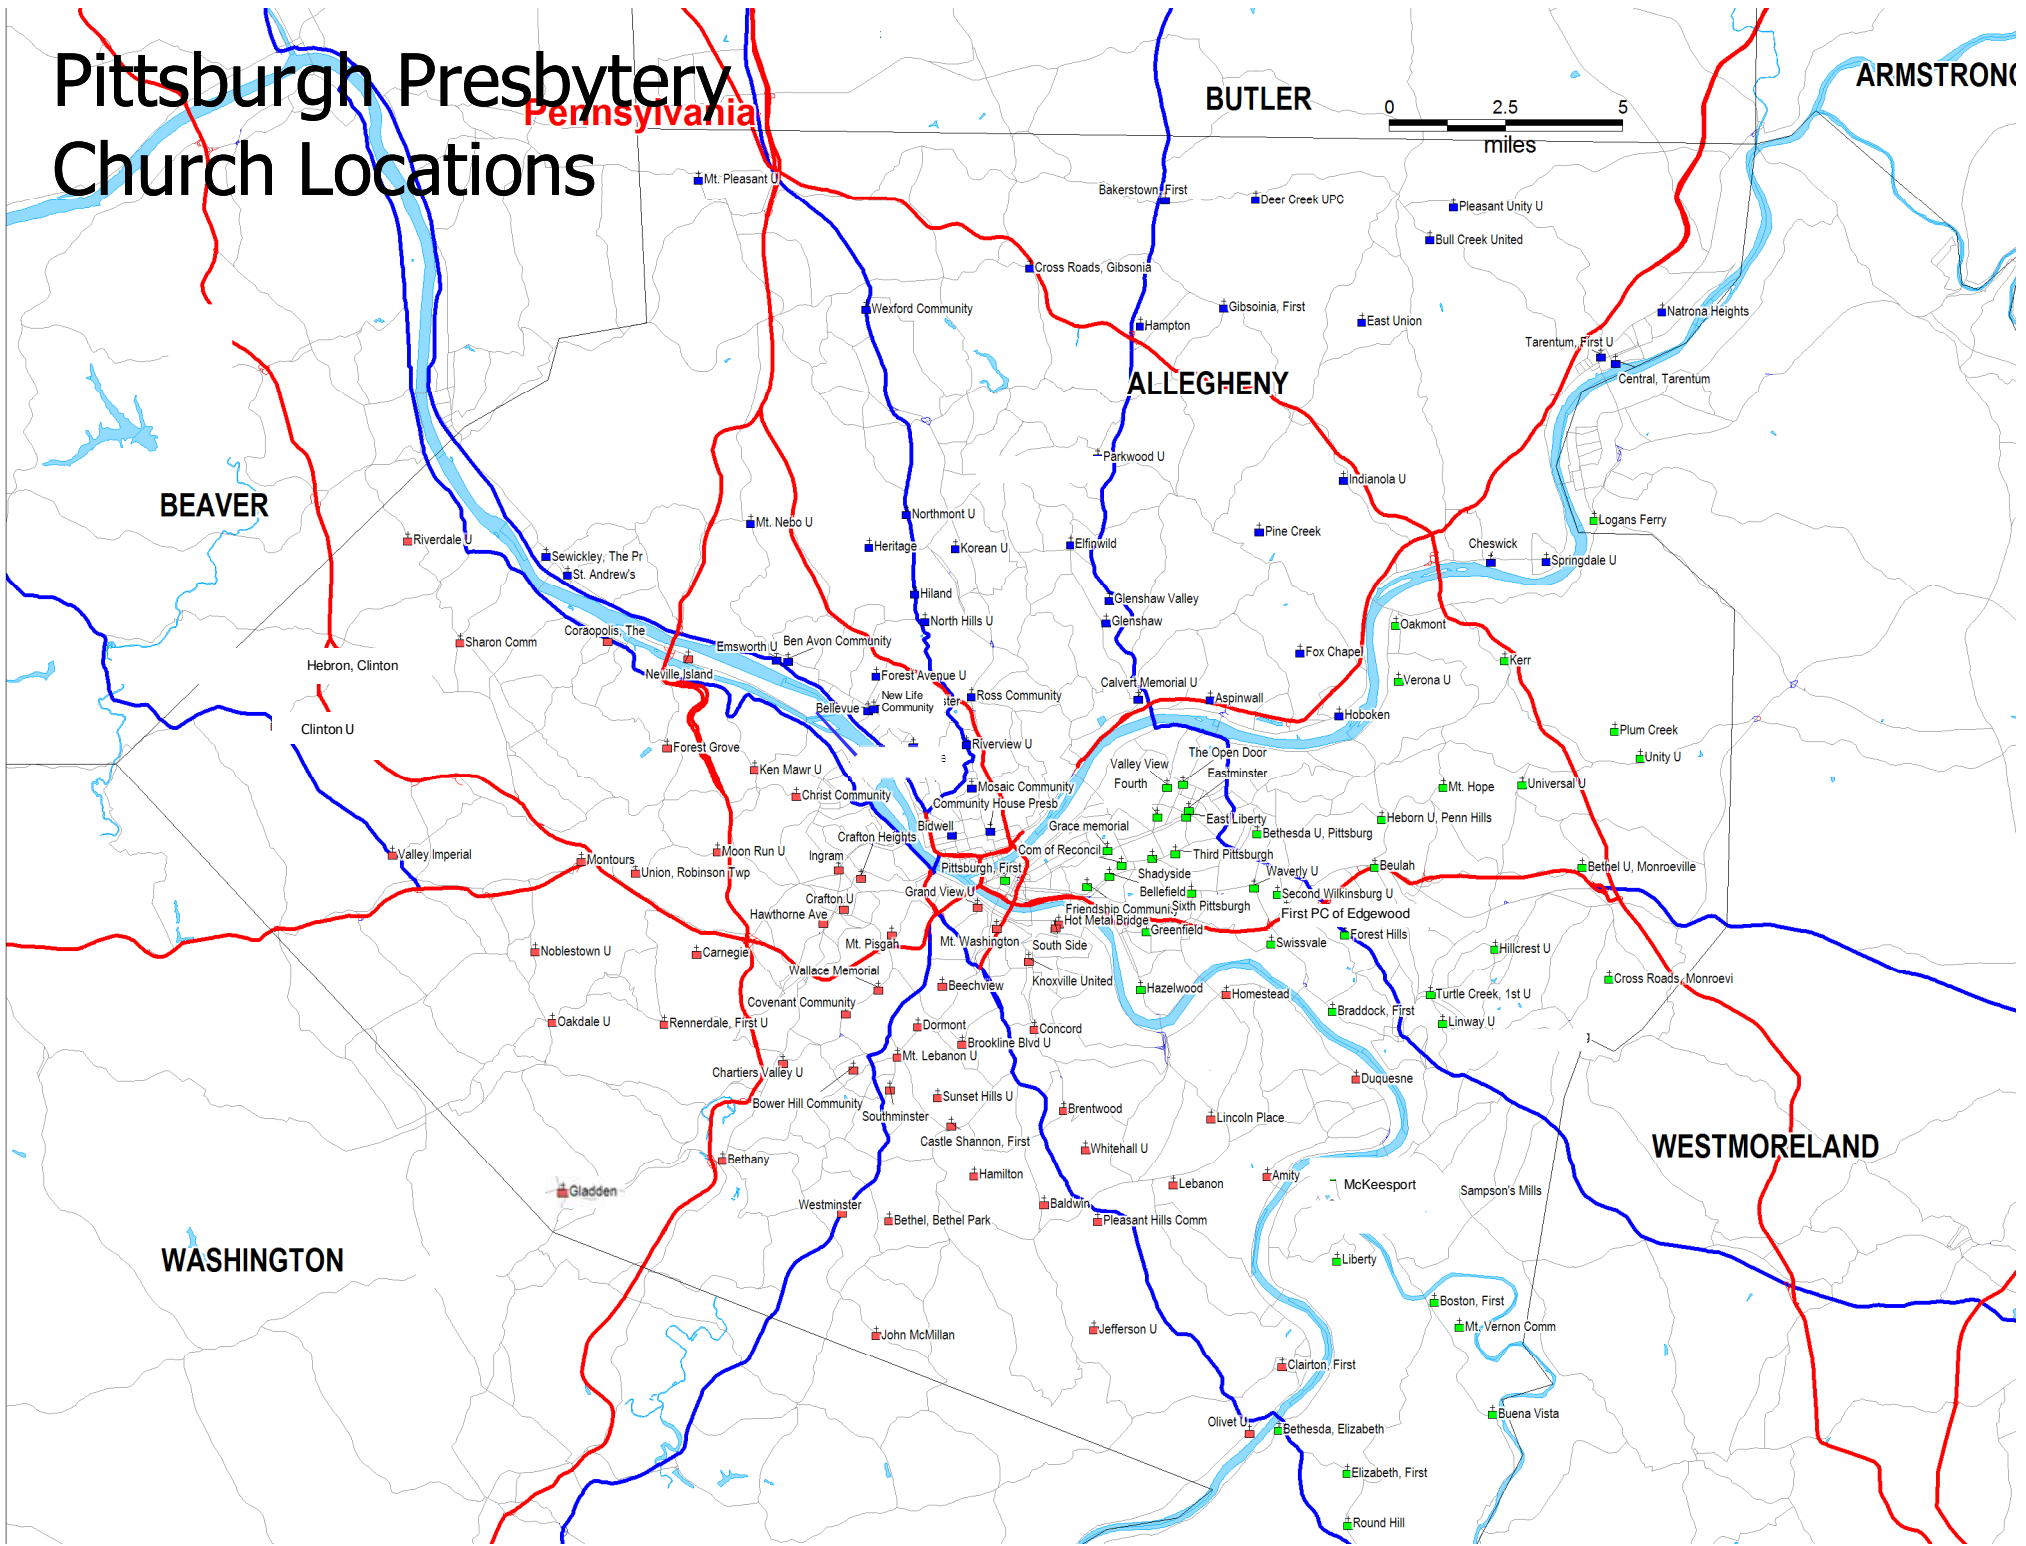 Pittsburgh Presbytery
Church Locations
Pennsylvania
BUTLER
ARMSTRONG
0 2.5 5
miles
Mt. Pleasant U
Bakerstown, First
Deer Creek UPC
Pleasant Unity U
Bull Creek United
Cross Roads, Gibsonia
Wexford Community
Gibsoinia, First
Hampton
East Union
Natrona Heights
Tarentum, First U
Central, Tarentum
ALLEGHENY
Parkwood U
Indianola U
BEAVER
Northmont U
Mt. Nebo U
Logans Ferry
Pine Creek
Riverdale U
Heritage
Korean U
Elfinwild
Cheswick
Sewickley, The Pr
St. Andrew's
Springdale U
Hiland
Glenshaw Valley
North Hills U
Glenshaw
Oakmont
Coraopolis, The
Sharon Comm
Emsworth U
Ben Avon Community
Fox Chapel
Kerr
Hebron, Clinton
Neville Island
Forest Avenue U
Calvert Memorial U
Verona U
New Life
Community
ster
Ross Community
Aspinwall
Bellevue
Hoboken
Clinton U
Plum Creek
Forest Grove
Riverview U
The Open Door
Unity U
e
Valley View
Ken Mawr U
Eastminster
Fourth
Mosaic Community
Mt. Hope
Universal U
Christ Community
Community House Presb
East Liberty
Heborn U, Penn Hills
Bidwell
Grace memorial
Crafton Heights
Bethesda U, Pittsburg
Moon Run U
Com of Reconcil
Ingram
Third Pittsburgh
Valley Imperial
Montours
Union, Robinson Twp
Pittsburgh, First
Shadyside
Waverly U
Beulah
Bethel U, Monroeville
Grand View U
Bellefield
Second Wilkinsburg U
Crafton U
Friendship Community
Sixth Pittsburgh
Hawthorne Ave
Hot Metal Bridge
First PC of Edgewood
Greenfield
Forest Hills
Mt. Pisgah
Mt. Washington
South Side
Swissvale
Hillcrest U
Noblestown U
Carnegie
Wallace Memorial
Knoxville United
Cross Roads, Monroevi
Beechview
Hazelwood
Homestead
Turtle Creek, 1st U
Covenant Community
Braddock, First
Oakdale U
Rennerdale, First U
Dormont
Concord
Linway U
Brookline Blvd U
Mt. Lebanon U
Chartiers Valley U
Duquesne
Bower Hill Community
Sunset Hills U
Southminster
Brentwood
Lincoln Place
Castle Shannon, First
Whitehall U
WESTMORELAND
Bethany
Hamilton
Amity
Gladden
Lebanon
McKeesport
Sampson's Mills
Westminster
Baldwin
Bethel, Bethel Park
Pleasant Hills Comm
WASHINGTON
Liberty
Boston, First
Mt. Vernon Comm
John McMillan
Jefferson U
Clairton, First
Buena Vista
Olivet U
Bethesda, Elizabeth
Elizabeth, First
Round Hill